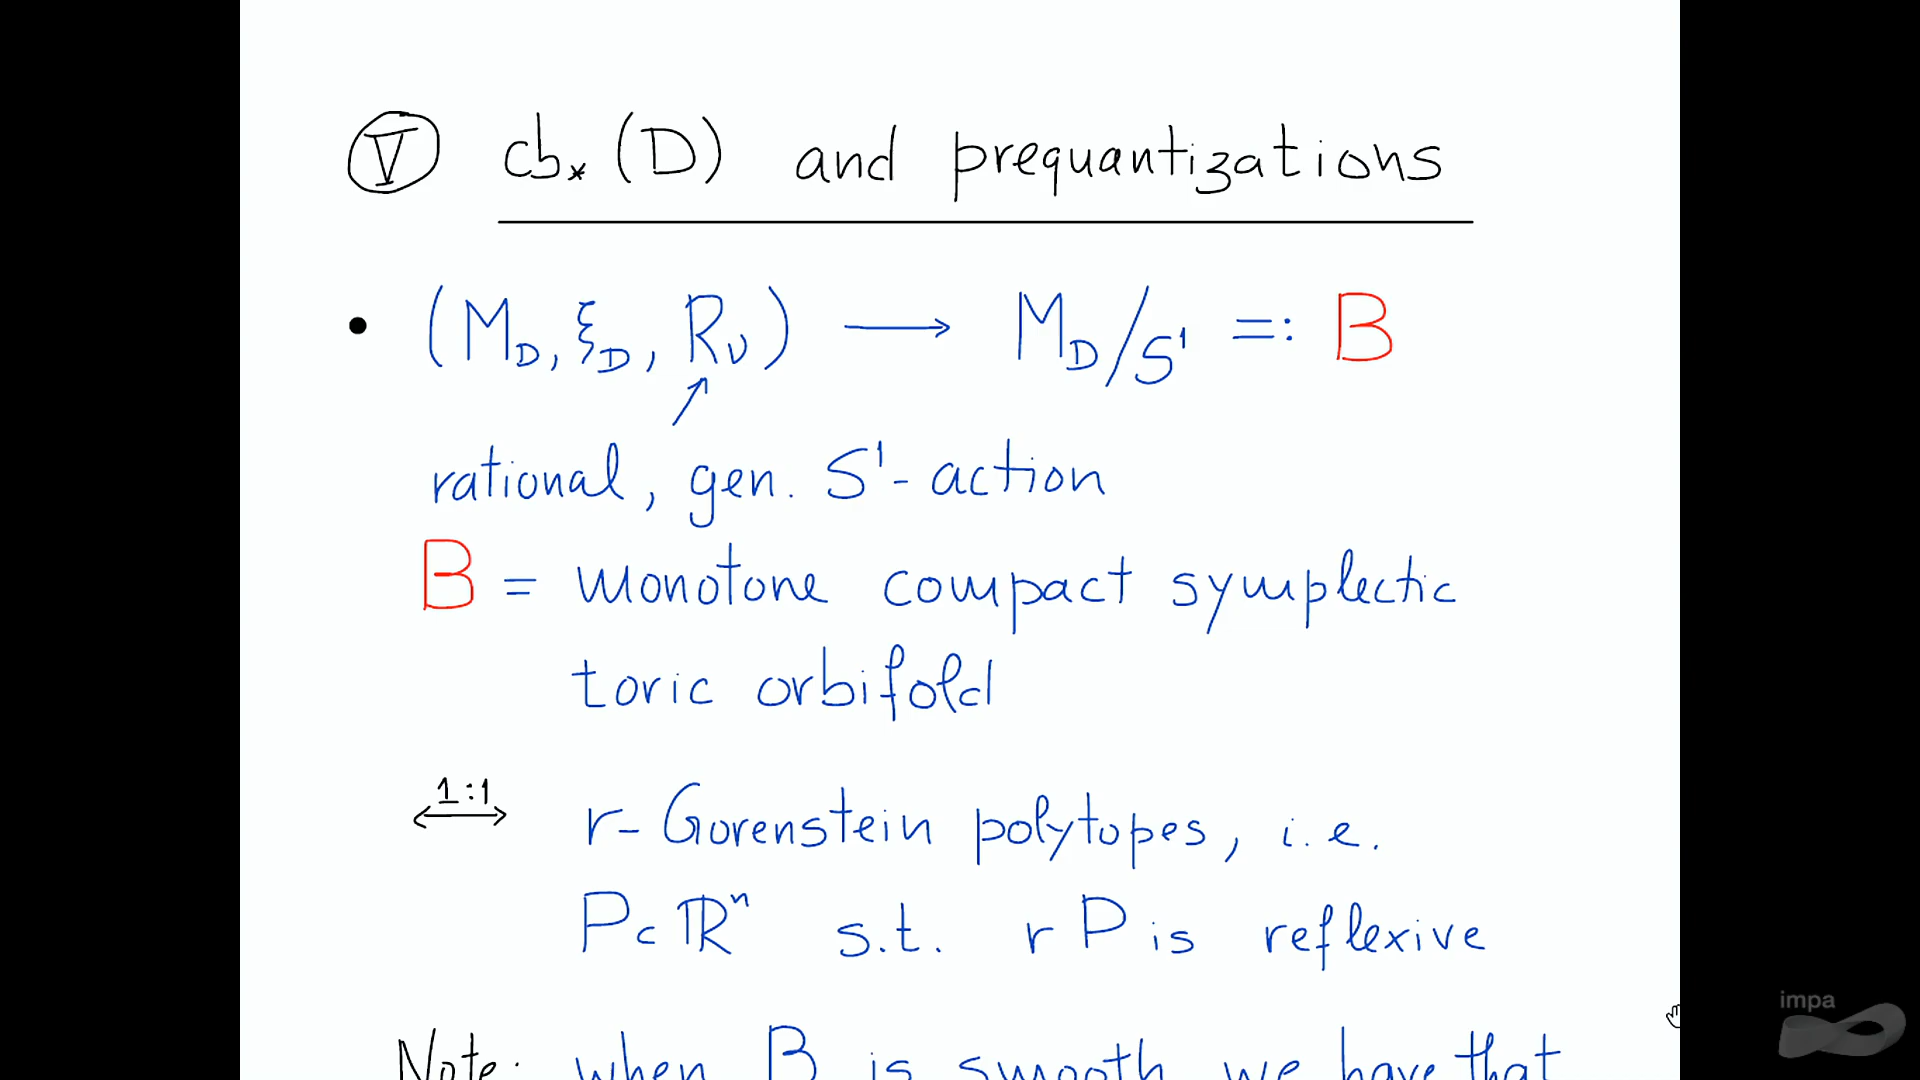 Ⓥ cb* (D) and prequantizations
• (M_D, ξ_D, R_ν) ⟶ M_D/S¹ =: B
↗
rational, gen. S¹-action
B = monotone compact symplectic
toric orbifold
1:1
⟷ r-Gorenstein polytopes, i.e.
P ⊂ ℝⁿ s.t. r P is reflexive
Note: when B is smooth we have that
impa